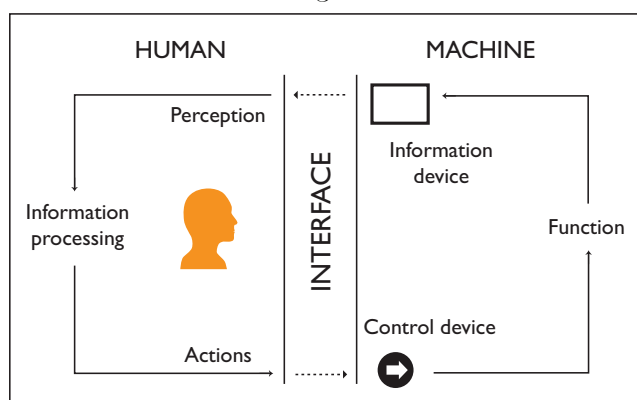 HUMAN
MACHINE
Perception
Information
device
Information
processing
INTERFACE
Function
Control device
Actions